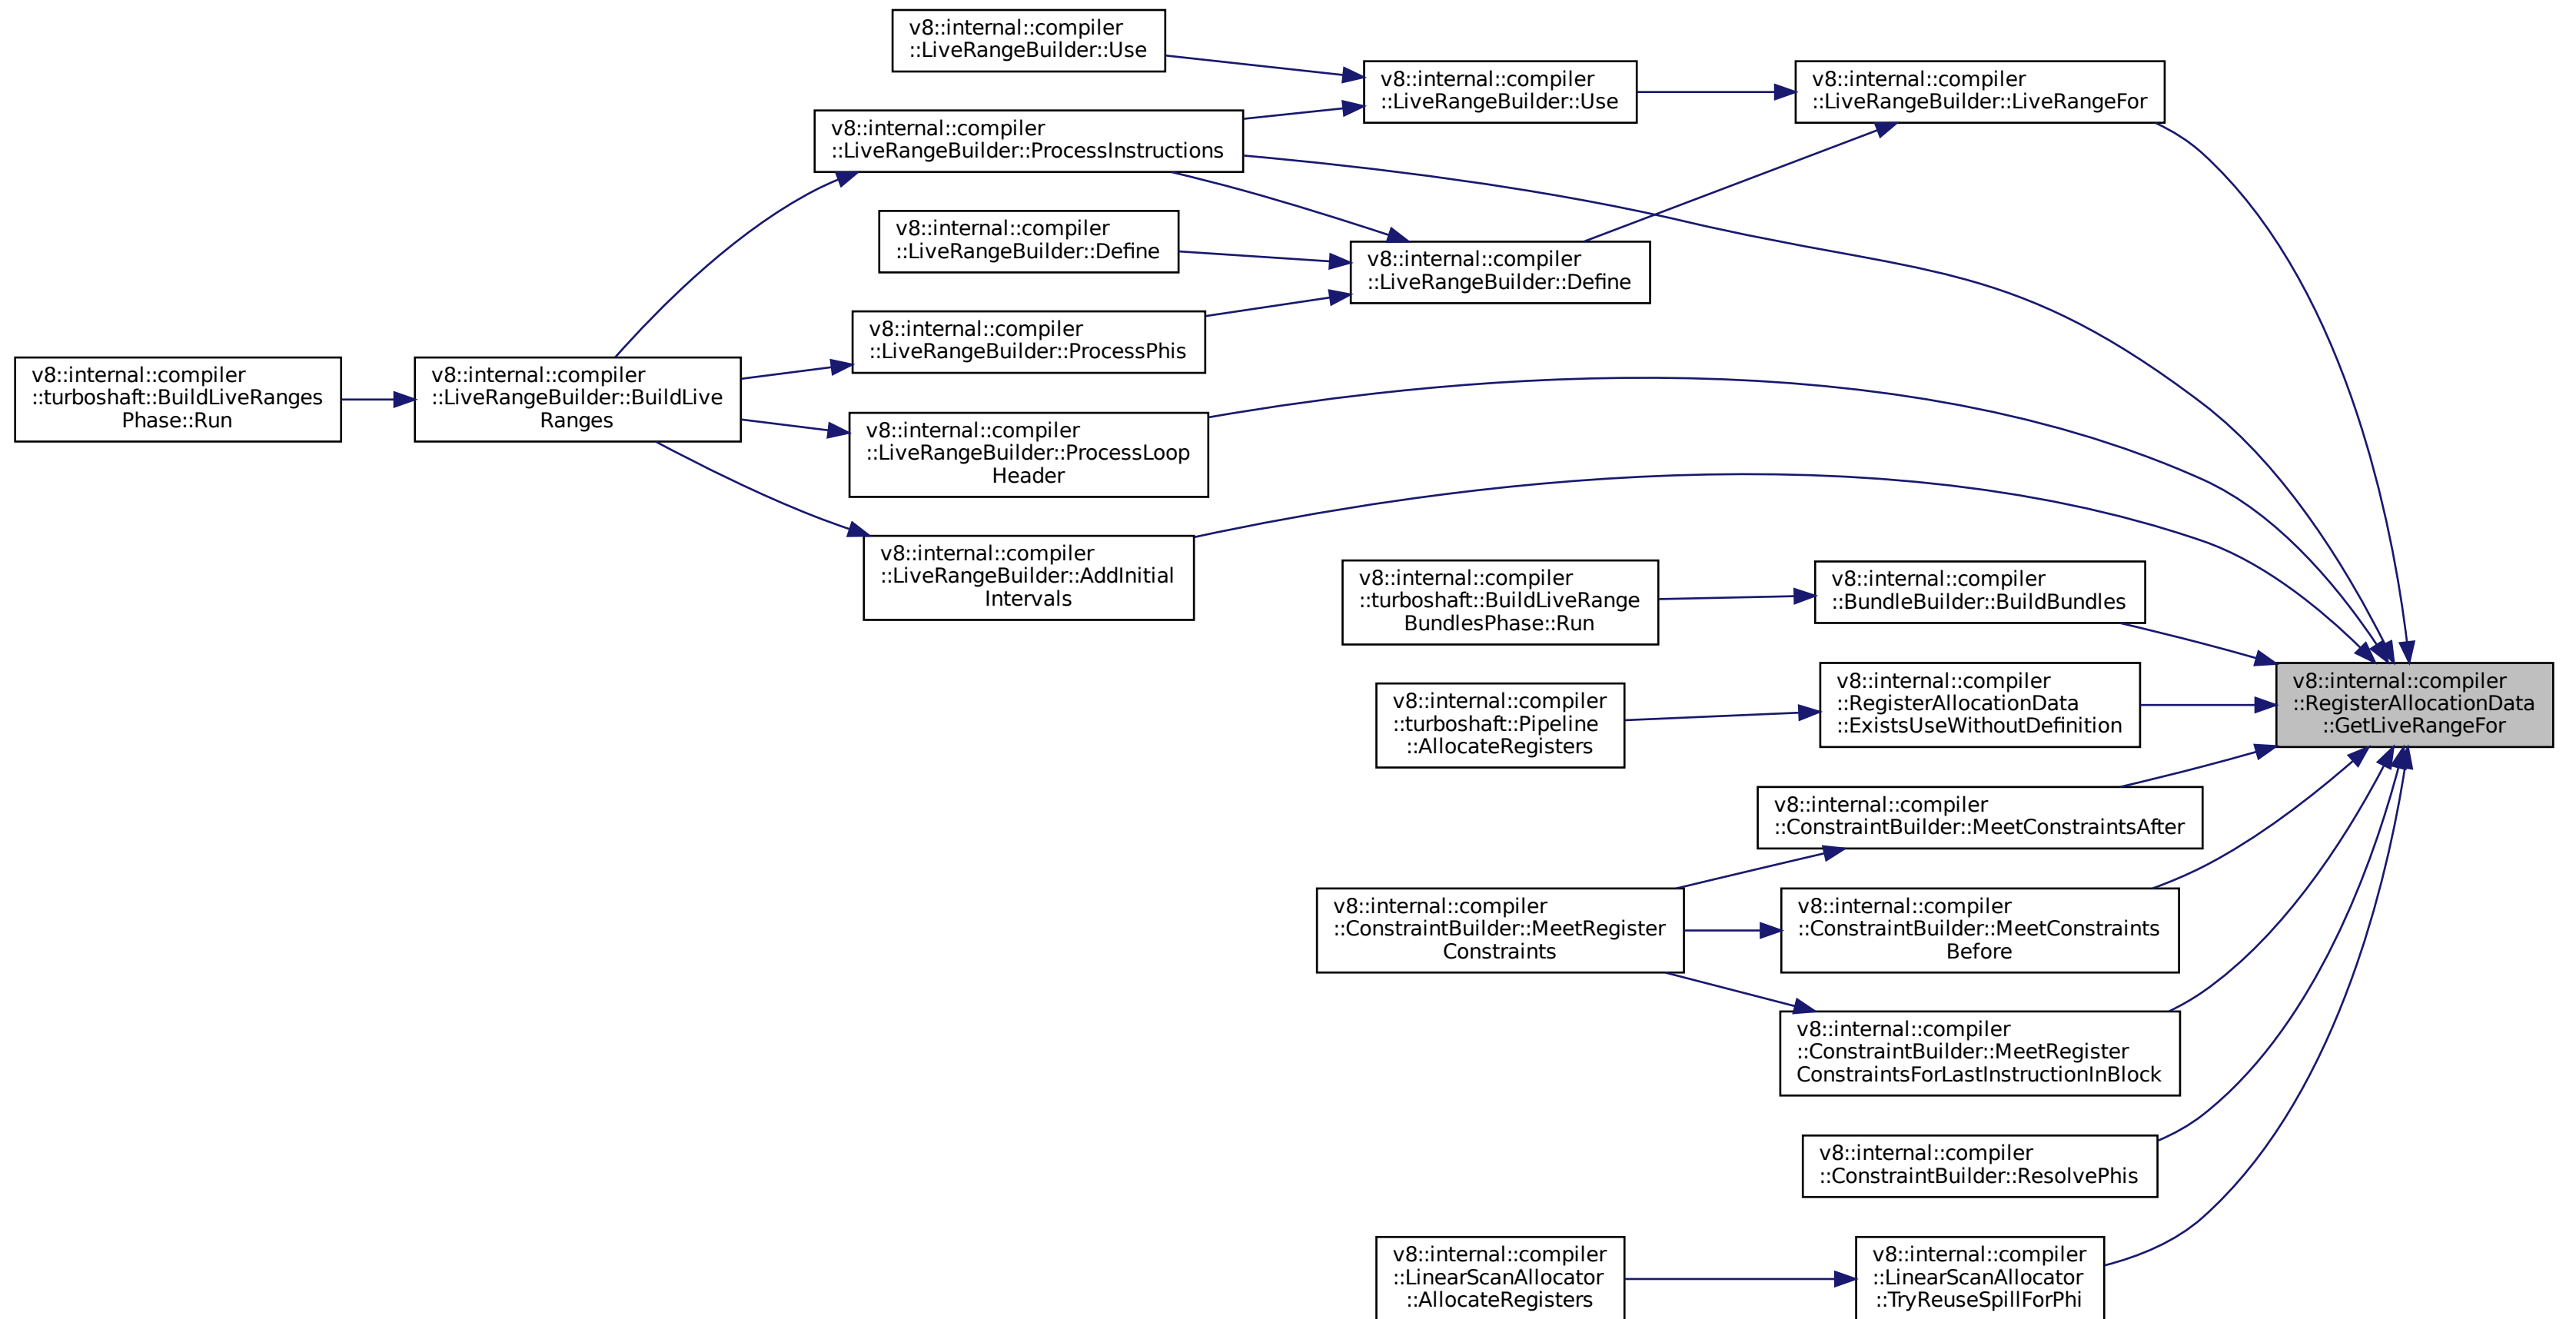 v8::internal::compiler
::LiveRangeBuilder::Use
v8::internal::compiler
::LiveRangeBuilder::Use
v8::internal::compiler
::LiveRangeBuilder::LiveRangeFor
v8::internal::compiler
::LiveRangeBuilder::ProcessInstructions
v8::internal::compiler
::LiveRangeBuilder::Define
v8::internal::compiler
::LiveRangeBuilder::Define
v8::internal::compiler
::LiveRangeBuilder::ProcessPhis
v8::internal::compiler
::turboshaft::BuildLiveRanges
Phase::Run
v8::internal::compiler
::LiveRangeBuilder::BuildLive
Ranges
v8::internal::compiler
::LiveRangeBuilder::ProcessLoop
Header
v8::internal::compiler
::LiveRangeBuilder::AddInitial
Intervals
v8::internal::compiler
::turboshaft::BuildLiveRange
BundlesPhase::Run
v8::internal::compiler
::BundleBuilder::BuildBundles
v8::internal::compiler
::turboshaft::Pipeline
::AllocateRegisters
v8::internal::compiler
::RegisterAllocationData
::ExistsUseWithoutDefinition
v8::internal::compiler
::RegisterAllocationData
::GetLiveRangeFor
v8::internal::compiler
::ConstraintBuilder::MeetConstraintsAfter
v8::internal::compiler
::ConstraintBuilder::MeetRegister
Constraints
v8::internal::compiler
::ConstraintBuilder::MeetConstraints
Before
v8::internal::compiler
::ConstraintBuilder::MeetRegister
ConstraintsForLastInstructionInBlock
v8::internal::compiler
::ConstraintBuilder::ResolvePhis
v8::internal::compiler
::LinearScanAllocator
::AllocateRegisters
v8::internal::compiler
::LinearScanAllocator
::TryReuseSpillForPhi